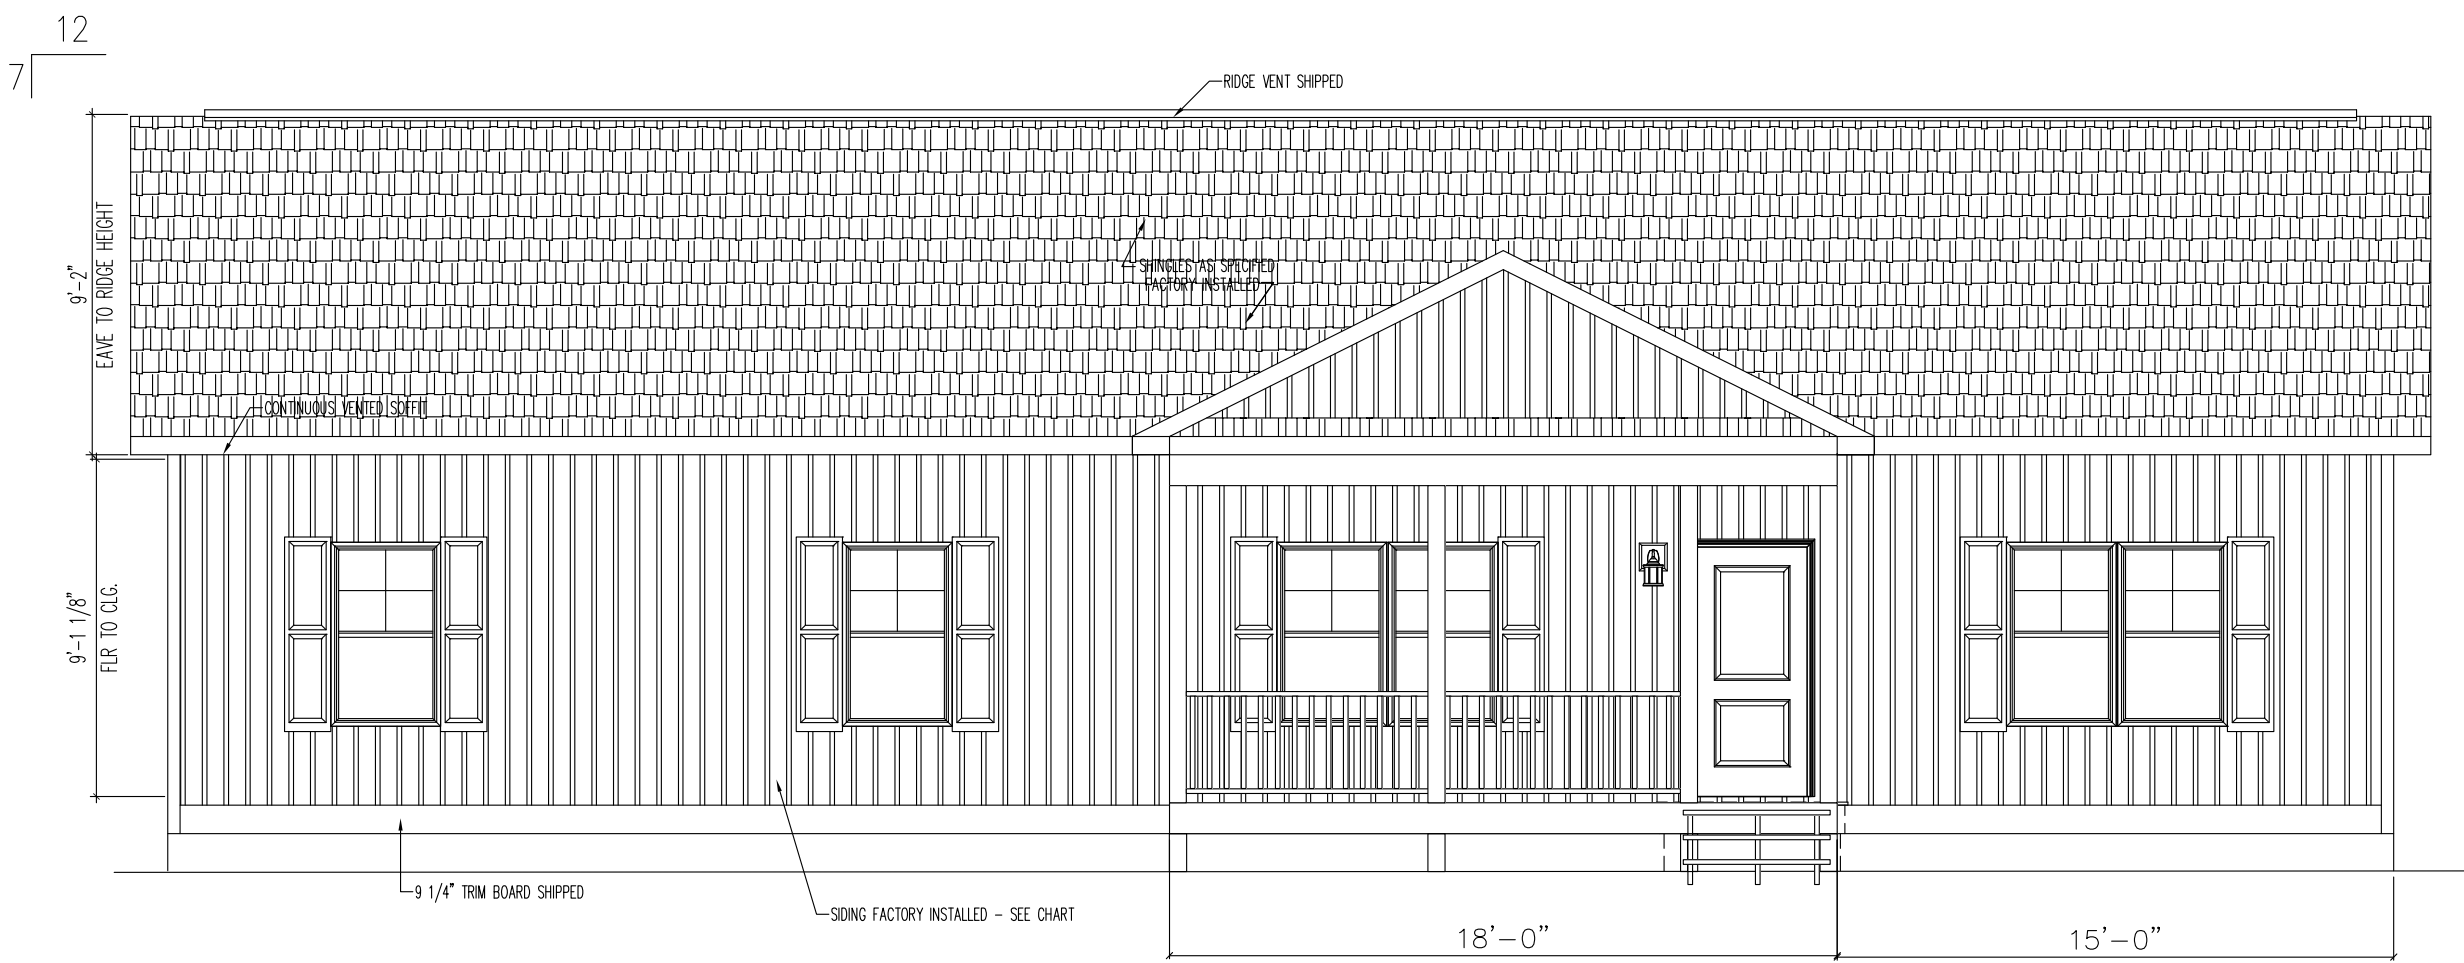 12
7
RIDGE VENT SHIPPED
9'-2"
EAVE TO RIDGE HEIGHT
SHINGLES AS SPECIFIED
FACTORY INSTALLED
CONTINUOUS VENTED SOFFIT
9'-1 1/8"
FLR TO CLG.
9 1/4" TRIM BOARD SHIPPED
SIDING FACTORY INSTALLED - SEE CHART
18'-0"
15'-0"